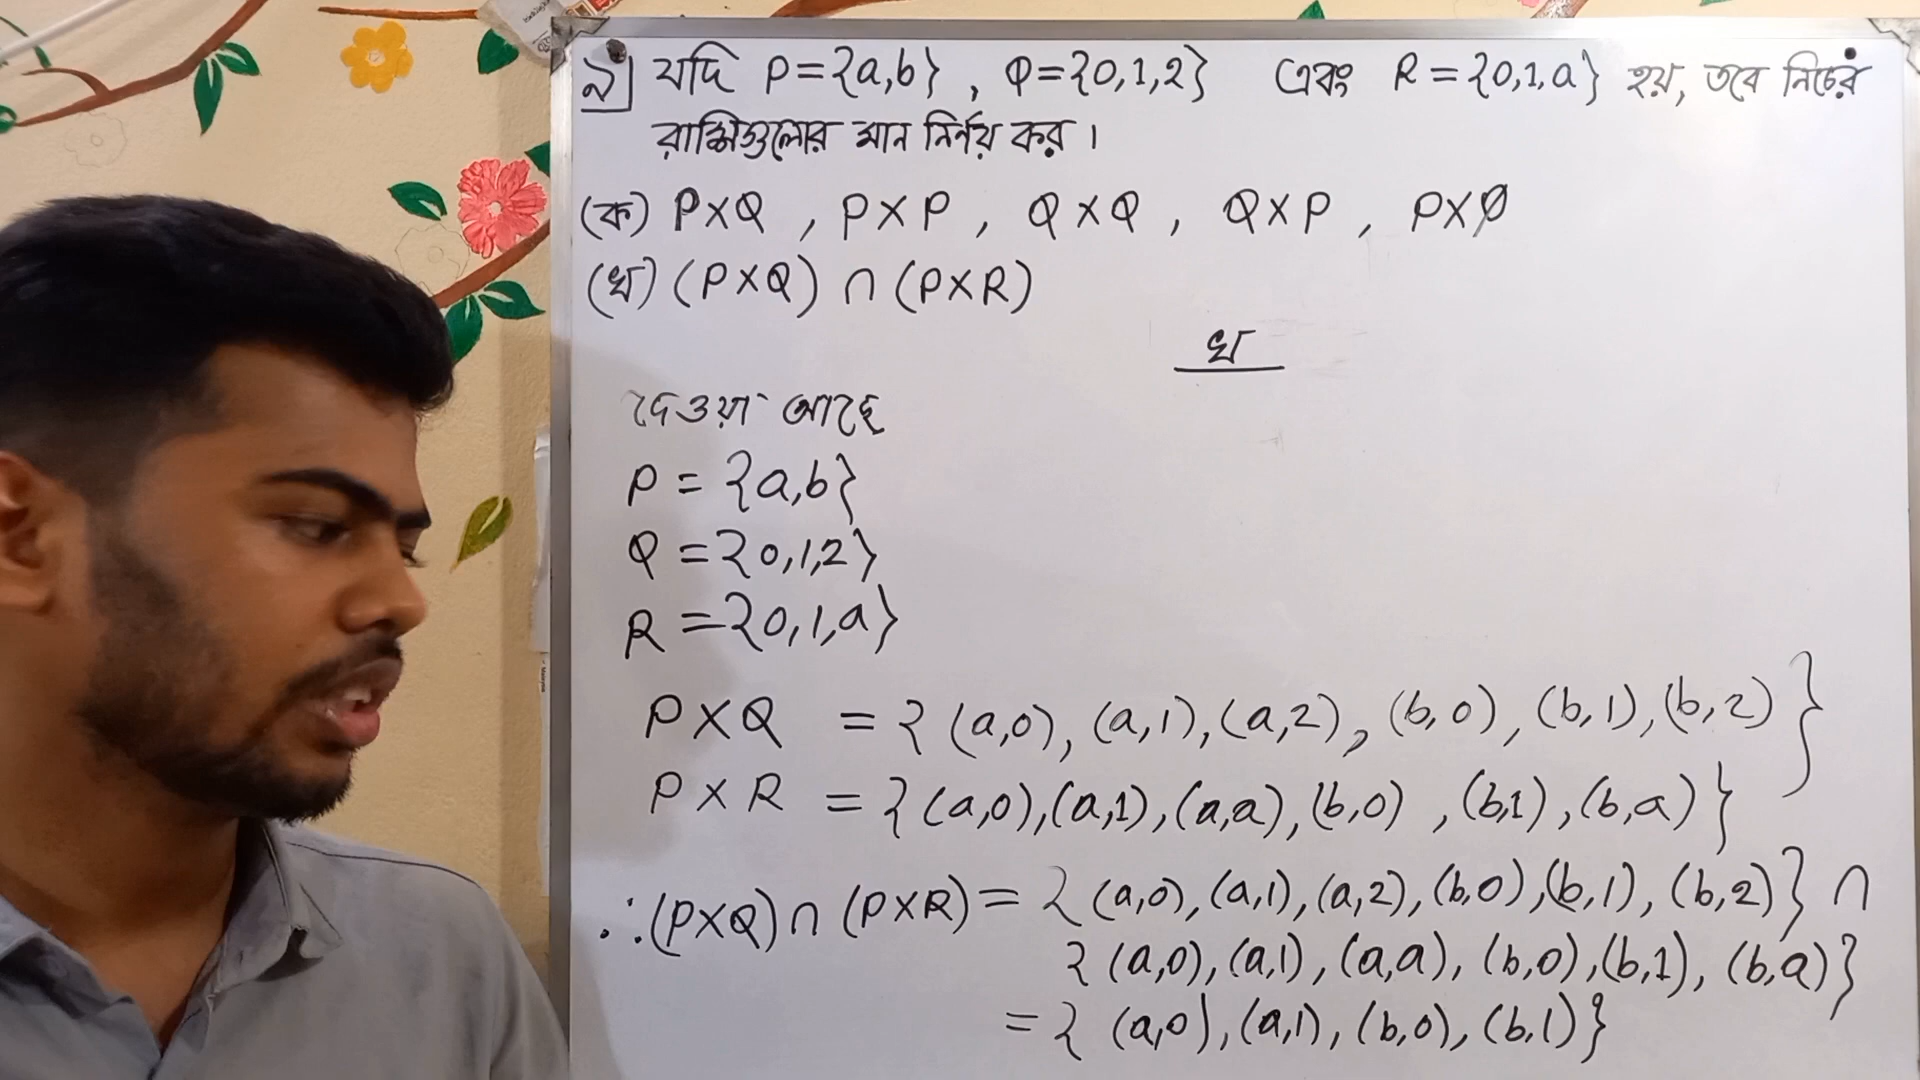 ২| যদি P={a,b} , Q={0,1,2} এবং R={0,1,a} হয়, তবে নিচের
রাশিগুলোর মান নির্ণয় কর ।
(ক) P×Q , P×P , Q×Q , Q×P , P×∅
(খ) (P×Q) ∩ (P×R)
খ
দেওয়া আছে
P = {a,b}
Q = {0,1,2}
R = {0,1,a}
P×Q = { (a,0), (a,1), (a,2), (b,0), (b,1), (b,2) }
P×R = { (a,0), (a,1), (a,a), (b,0) , (b,1) , (b,a) }
∴ (P×Q) ∩ (P×R) = { (a,0), (a,1), (a,2), (b,0), (b,1), (b,2) } ∩
{ (a,0), (a,1), (a,a), (b,0), (b,1), (b,a) }
= { (a,0), (a,1), (b,0), (b,1) }